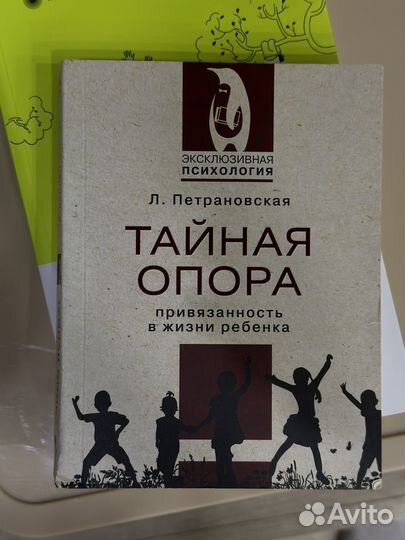 ЭКСКЛЮЗИВНАЯ
ПСИХОЛОГИЯ
Л. Петрановская
ТАЙНАЯ
ОПОРА
привязанность
в жизни ребенка
Avito